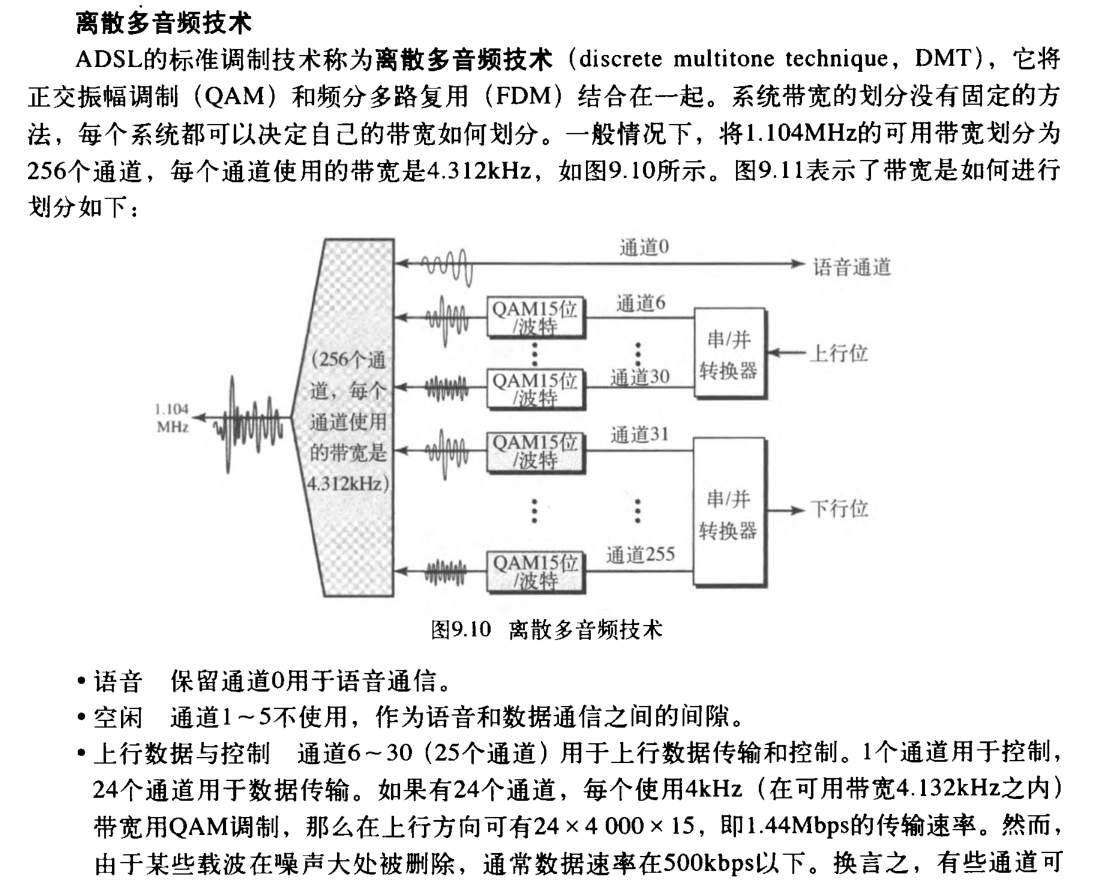 离散多音频技术
ADSL的标准调制技术称为离散多音频技术（discrete multitone technique，DMT），它将
正交振幅调制（QAM）和频分多路复用（FDM）结合在一起。系统带宽的划分没有固定的方
法，每个系统都可以决定自己的带宽如何划分。一般情况下，将1.104MHz的可用带宽划分为
256个通道，每个通道使用的带宽是4.312kHz，如图9.10所示。图9.11表示了带宽是如何进行
划分如下：
通道0
语音通道
QAM15位
/波特
通道6
串/并
转换器
上行位
(256个通
道，每个
通道使用
的带宽是
4.312kHz)
QAM15位
/波特
通道30
1.104
MHz
QAM15位
/波特
通道31
串/并
转换器
下行位
QAM15位
/波特
通道255
图9.10 离散多音频技术
•语音 保留通道0用于语音通信。
•空闲 通道1～5不使用，作为语音和数据通信之间的间隙。
•上行数据与控制 通道6～30（25个通道）用于上行数据传输和控制。1个通道用于控制，
24个通道用于数据传输。如果有24个通道，每个使用4kHz（在可用带宽4.132kHz之内）
带宽用QAM调制，那么在上行方向可有24×4 000×15，即1.44Mbps的传输速率。然而，
由于某些载波在噪声大处被删除，通常数据速率在500kbps以下。换言之，有些通道可